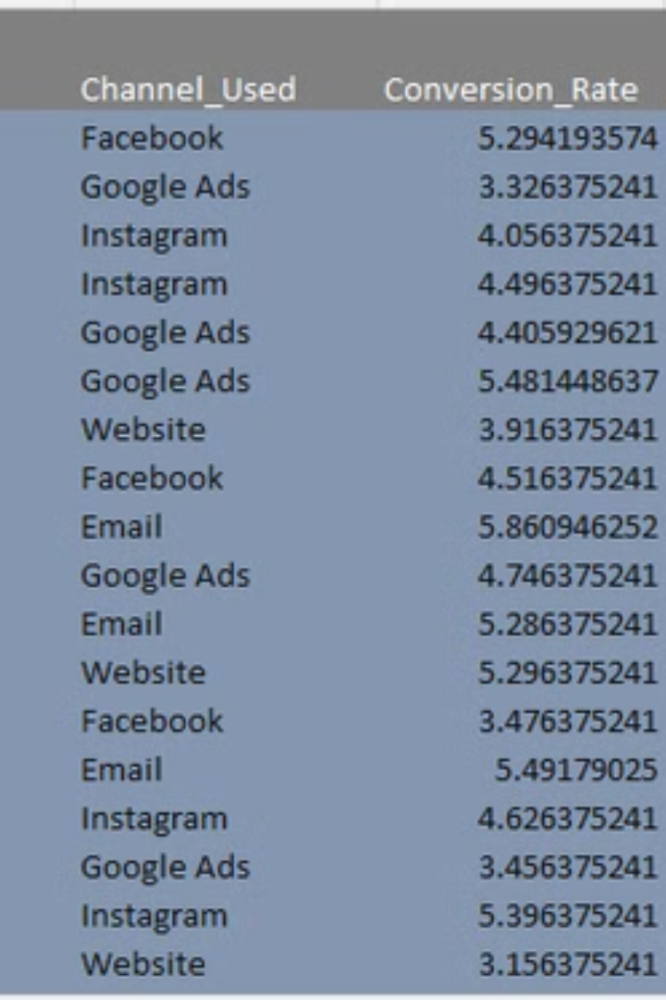 Channel_Used Conversion_Rate
Facebook 5.294193574
Google Ads 3.326375241
Instagram 4.056375241
Instagram 4.496375241
Google Ads 4.405929621
Google Ads 5.481448637
Website 3.916375241
Facebook 4.516375241
Email 5.860946252
Google Ads 4.746375241
Email 5.286375241
Website 5.296375241
Facebook 3.476375241
Email 5.49179025
Instagram 4.626375241
Google Ads 3.456375241
Instagram 5.396375241
Website 3.156375241